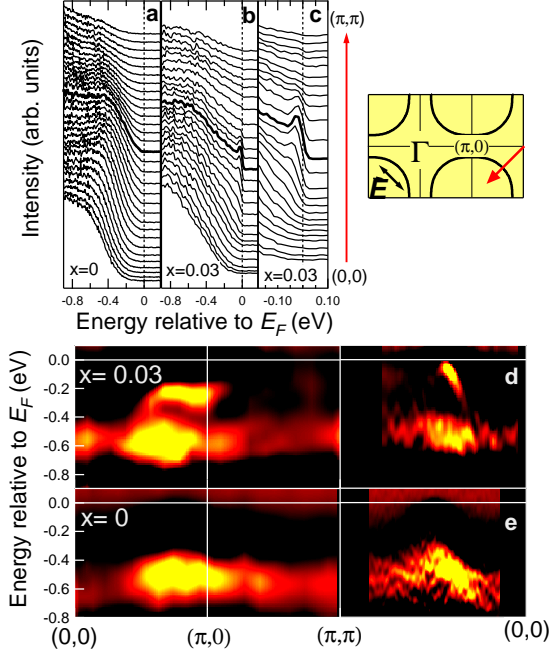 a
b
c
(π,π)
Intensity (arb. units)
x=0
x=0.03
x=0.03
(0,0)
-0.8
-0.4
0
-0.8
-0.4
0
-0.10
0.10
Energy relative to E_F (eV)
Γ
(π,0)
E
Energy relative to E_F (eV)
0.0
-0.2
-0.4
-0.6
-0.8
x= 0.03
d
0.0
-0.2
-0.4
-0.6
-0.8
x= 0
e
(0,0)
(π,0)
(π,π)
(0,0)